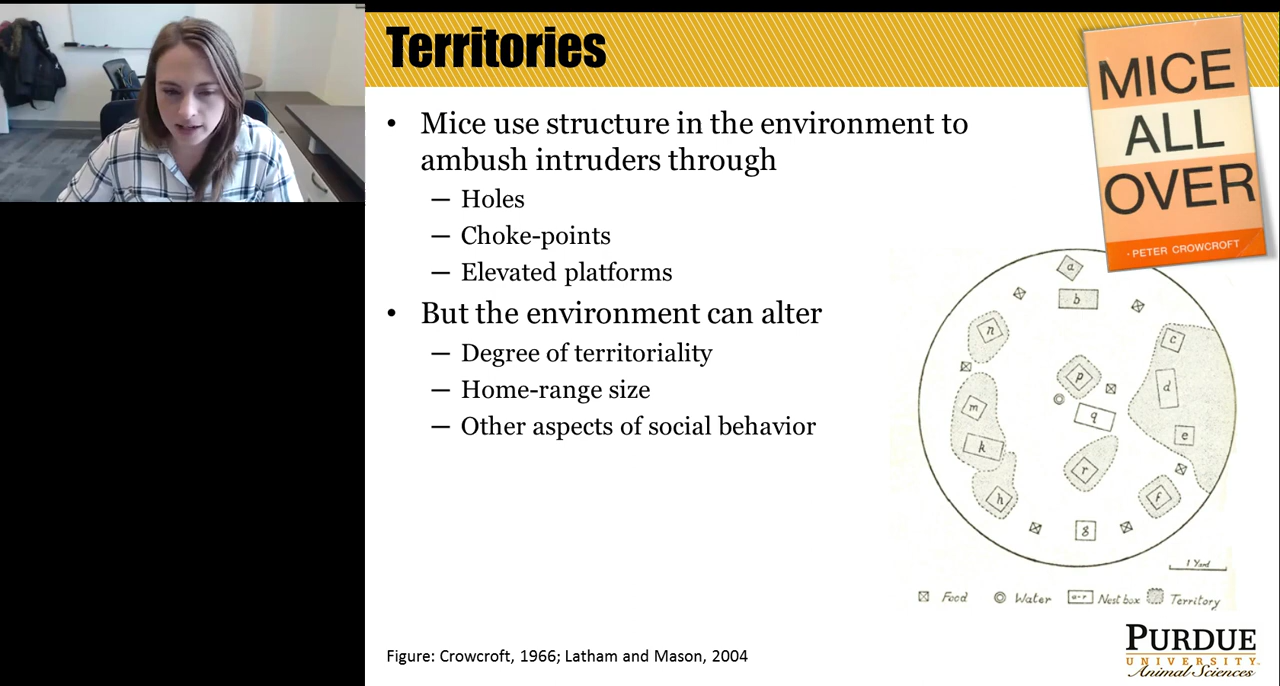 Territories
MICE
ALL
OVER
· PETER CROWCROFT
• Mice use structure in the environment to
ambush intruders through
— Holes
— Choke-points
— Elevated platforms
• But the environment can alter
— Degree of territoriality
— Home-range size
— Other aspects of social behavior
a
b
n
c
p
d
m
q
e
k
r
h
f
g
1 Yard
Food
Water
a-r Nest box
Territory
Figure: Crowcroft, 1966; Latham and Mason, 2004
PURDUE
UNIVERSITY
Animal Sciences